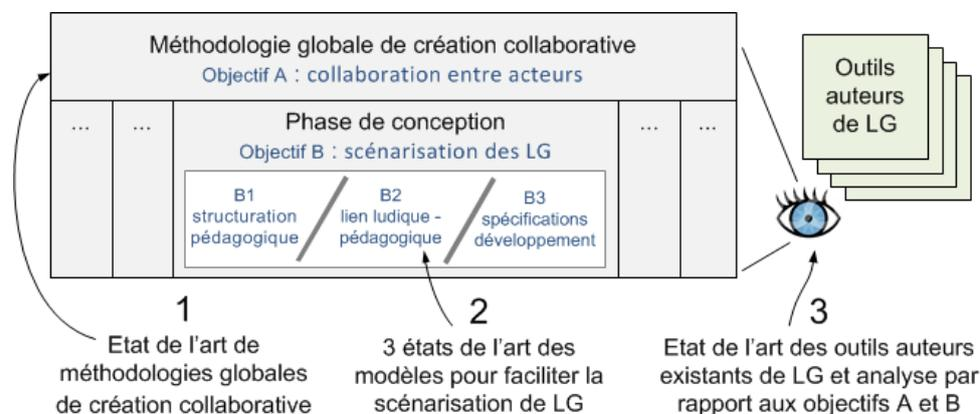 Méthodologie globale de création collaborative
Objectif A : collaboration entre acteurs
Outils
auteurs
de LG
...
...
Phase de conception
Objectif B : scénarisation des LG
...
...
B1
structuration
pédagogique
B2
lien ludique -
pédagogique
B3
spécifications
développement
1
Etat de l'art de
méthodologies globales
de création collaborative
2
3 états de l'art des
modèles pour faciliter la
scénarisation de LG
3
Etat de l'art des outils auteurs
existants de LG et analyse par
rapport aux objectifs A et B